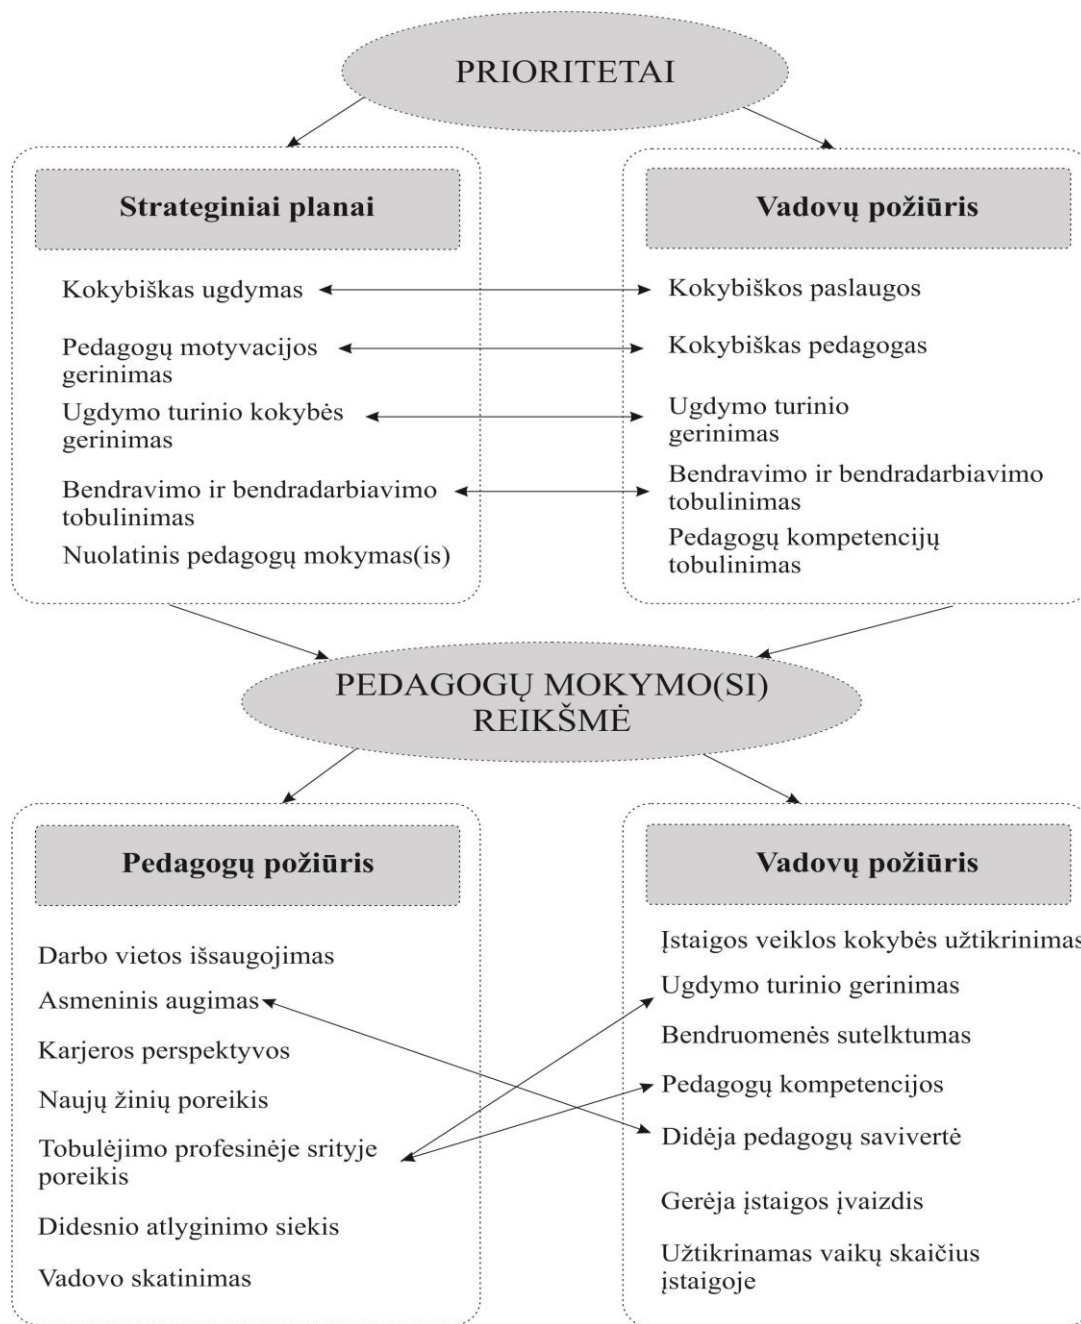 PRIORITETAI
Strateginiai planai
Kokybiškas ugdymas
Pedagogų motyvacijos
gerinimas
Ugdymo turinio kokybės
gerinimas
Bendravimo ir bendradarbiavimo
tobulinimas
Nuolatinis pedagogų mokymas(is)
Vadovų požiūris
Kokybiškos paslaugos
Kokybiškas pedagogas
Ugdymo turinio
gerinimas
Bendravimo ir bendradarbiavimo
tobulinimas
Pedagogų kompetencijų
tobulinimas
PEDAGOGŲ MOKYMO(SI)
REIKŠMĖ
Pedagogų požiūris
Darbo vietos išsaugojimas
Asmeninis augimas
Karjeros perspektyvos
Naujų žinių poreikis
Tobulėjimo profesinėje srityje
poreikis
Didesnio atlyginimo siekis
Vadovo skatinimas
Vadovų požiūris
Įstaigos veiklos kokybės užtikrinimas
Ugdymo turinio gerinimas
Bendruomenės sutelktumas
Pedagogų kompetencijos
Didėja pedagogų savivertė
Gerėja įstaigos įvaizdis
Užtikrinamas vaikų skaičius
įstaigoje